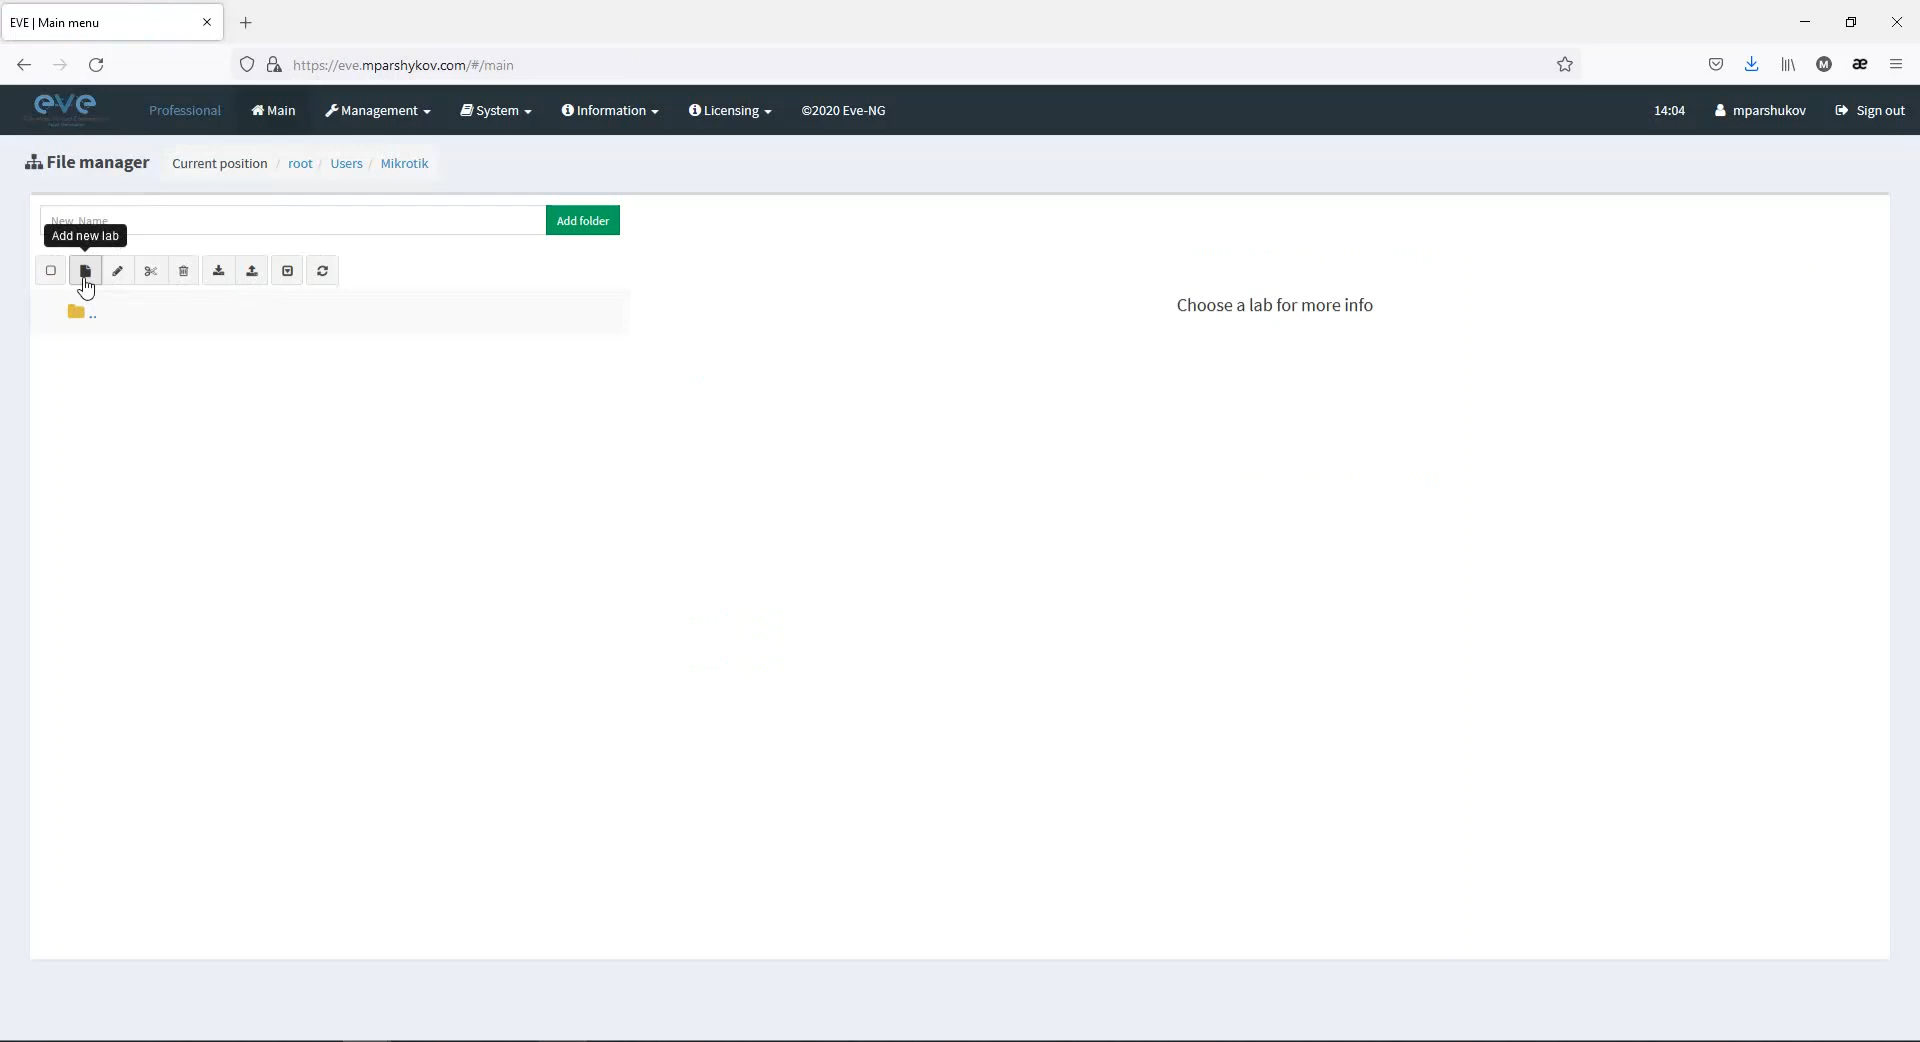 EVE | Main menu
https://eve.mparshykov.com/#/main
eve
Professional
Main
Management
System
Information
Licensing
©2020 Eve-NG
14:04
mparshukov
Sign out
File manager
Current position / root / Users / Mikrotik
New Name
Add folder
Add new lab
..
Choose a lab for more info
M
æ